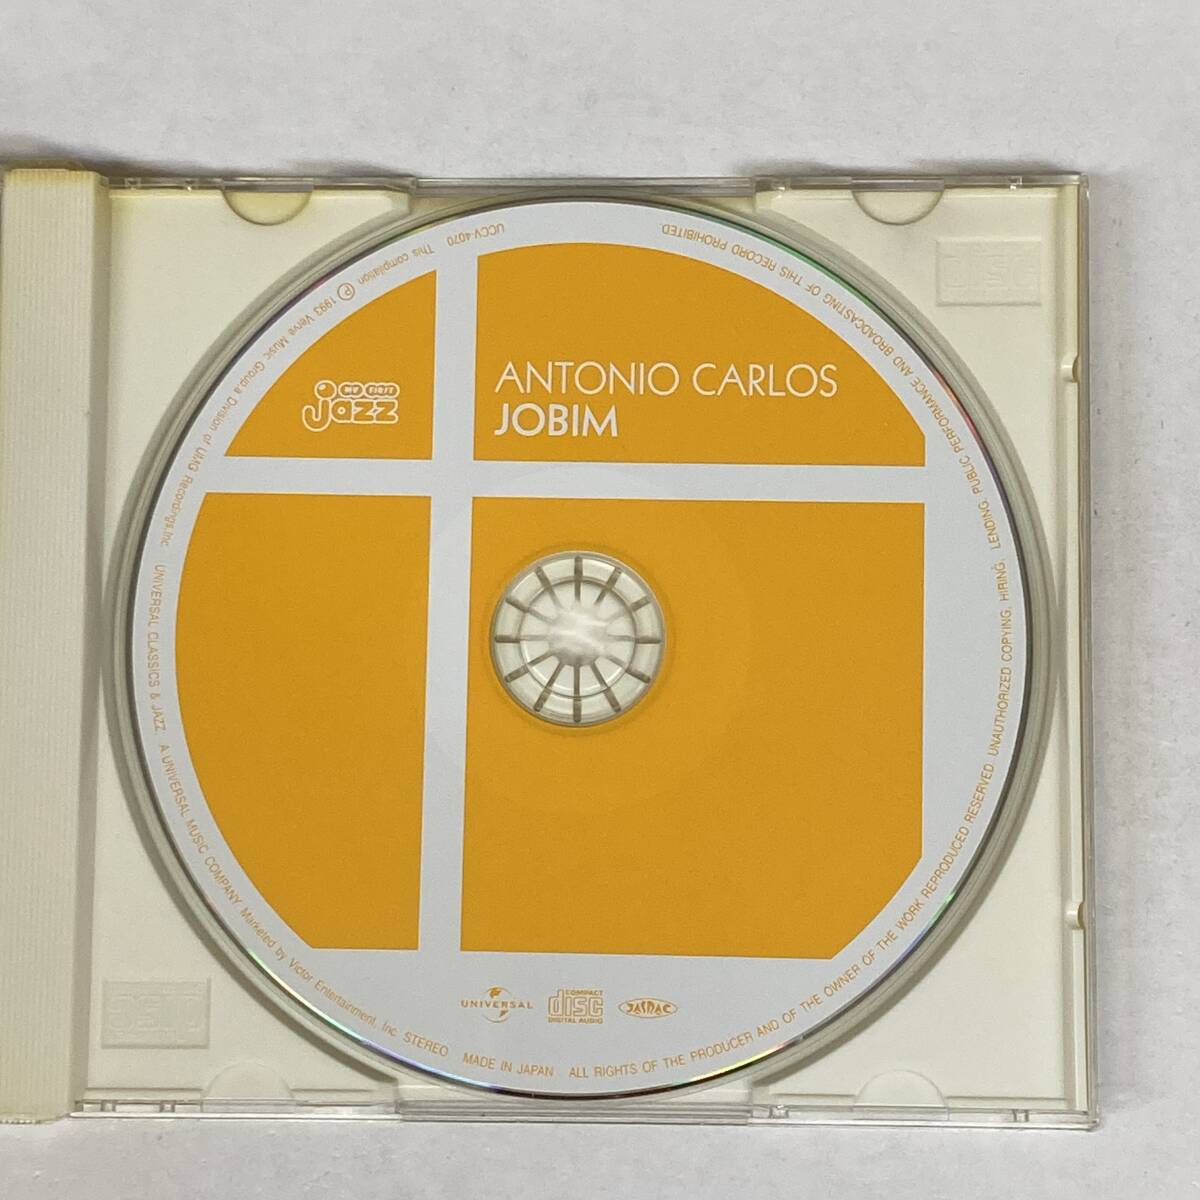 MY FIRST
Jazz
ANTONIO CARLOS
JOBIM
UNIVERSAL
COMPACT
disc
DIGITAL AUDIO
JASRAC
UCCV-4070 This compilation ℗ 1993 Verve Music Group, a Division of UMG Recordings, Inc. UNIVERSAL CLASSICS & JAZZ. A UNIVERSAL MUSIC COMPANY Marketed by Victor Entertainment, Inc. STEREO MADE IN JAPAN ALL RIGHTS OF THE PRODUCER AND OF THE OWNER OF THE WORK REPRODUCED RESERVED. UNAUTHORIZED COPYING, HIRING, LENDING, PUBLIC PERFORMANCE AND BROADCASTING OF THIS RECORD PROHIBITED